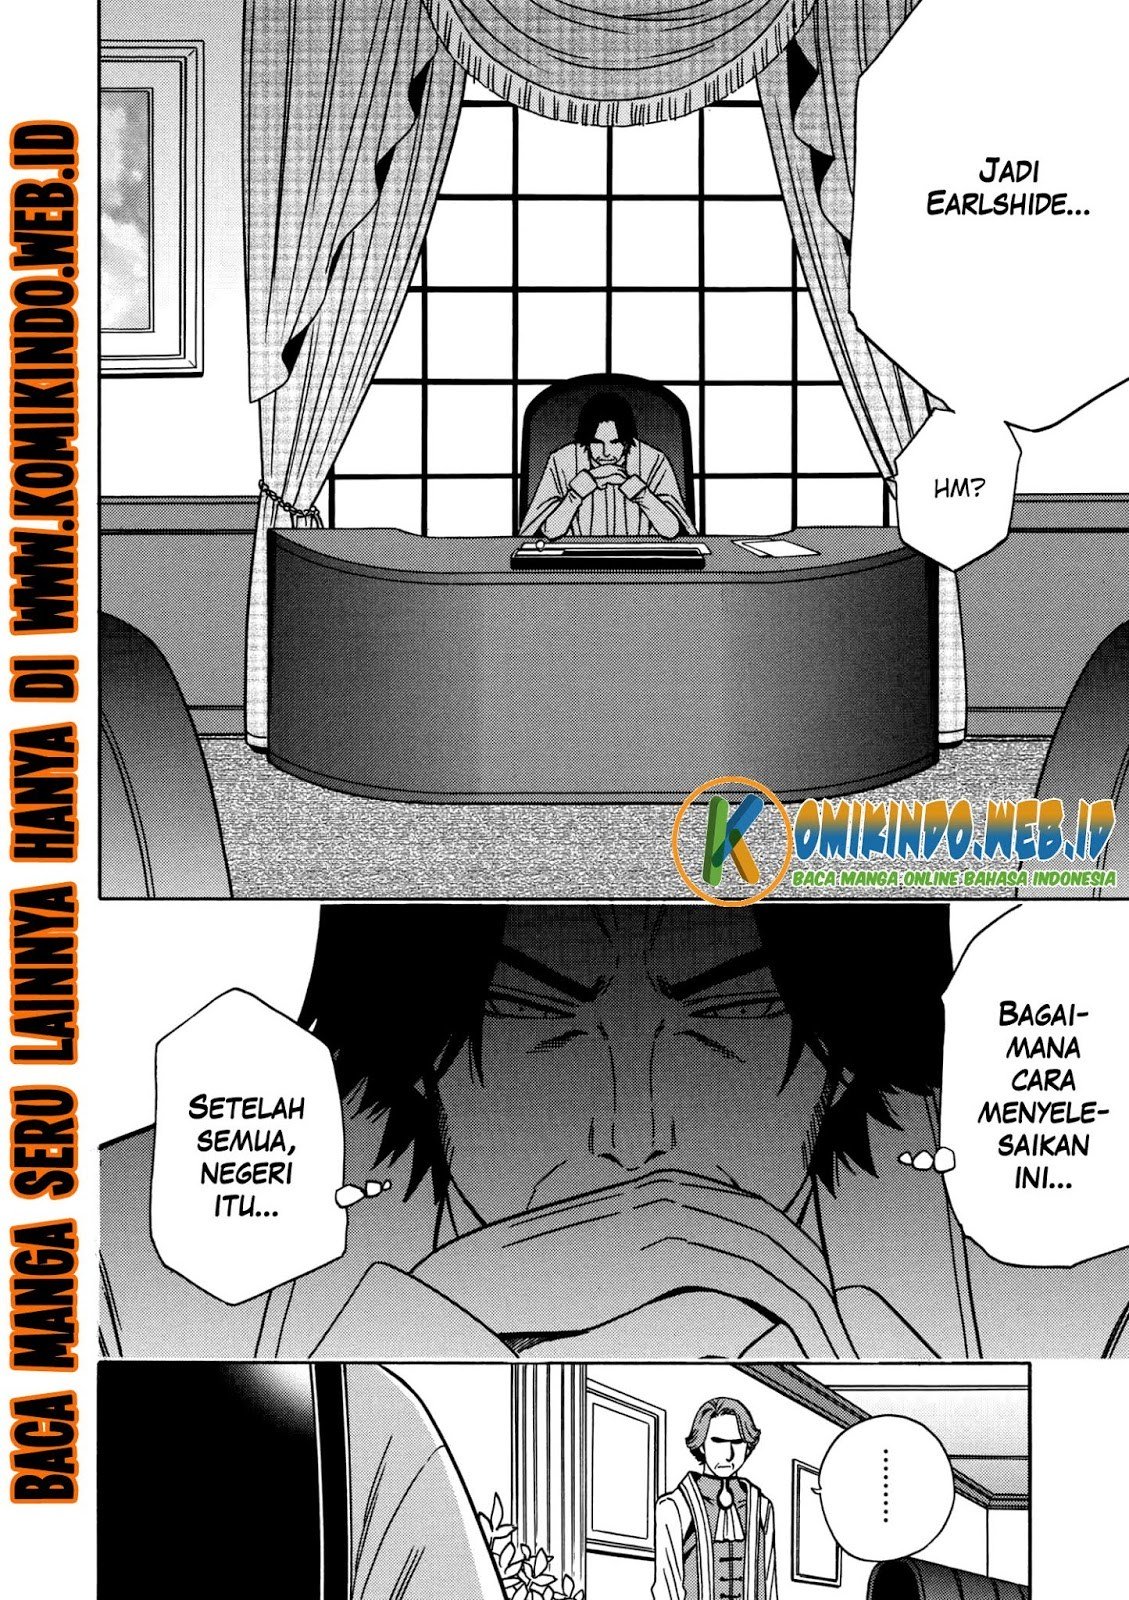 JADI
EARLSHIDE...
HM?
BAGAI-
MANA
CARA
MENYELE-
SAIKAN
INI...
SETELAH
SEMUA,
NEGERI
ITU...
.........
BACA MANGA SERU LAINNYA HANYA DI WWW.KOMIKINDO.WEB.ID
KOMIKINDO.WEB.ID
BACA MANGA ONLINE BAHASA INDONESIA